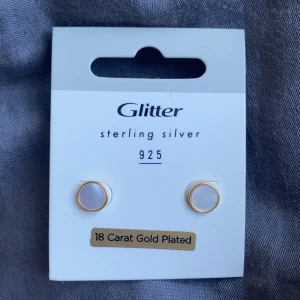 Glitter
sterling silver
925
18 Carat Gold Plated